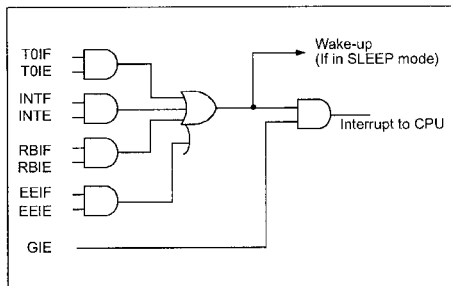 T0IF
T0IE
Wake-up
(If in SLEEP mode)
INTF
INTE
Interrupt to CPU
RBIF
RBIE
EEIF
EEIE
GIE